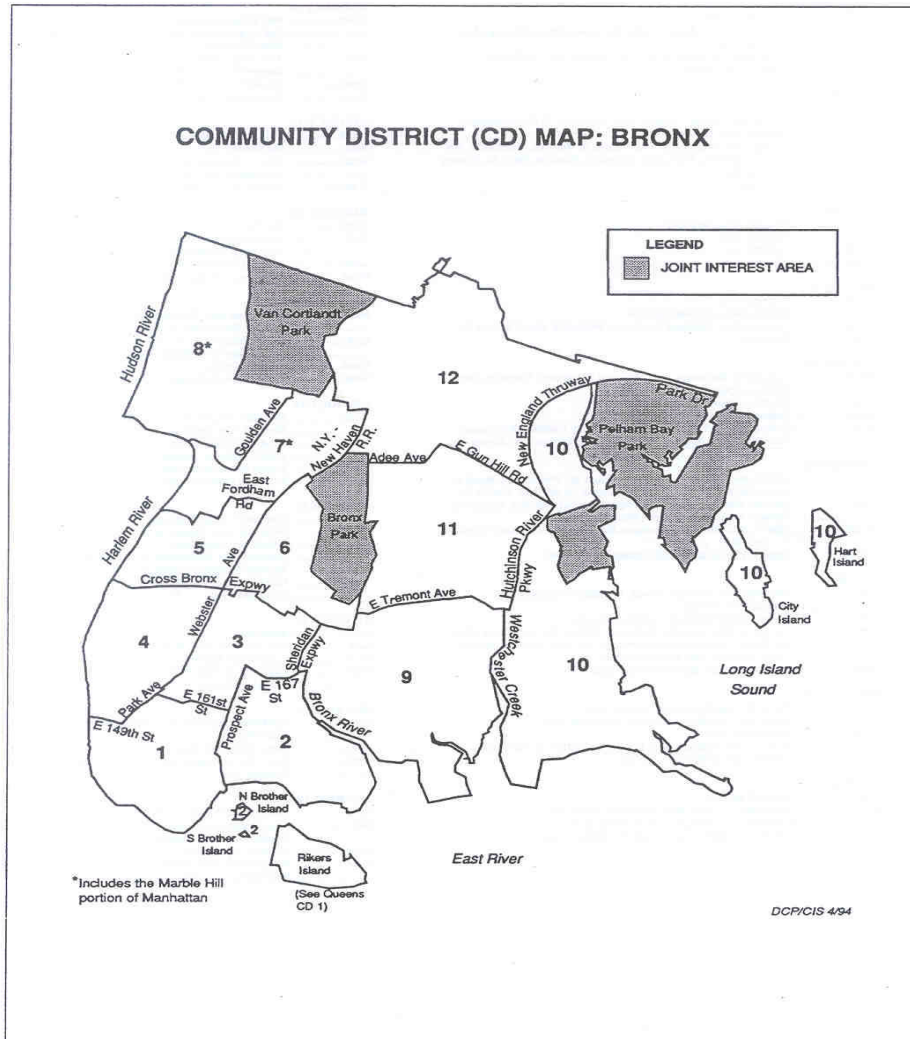 COMMUNITY DISTRICT (CD) MAP: BRONX
LEGEND
JOINT INTEREST AREA
Van Cortlandt
Park
Hudson River
8*
12
New England Thruway
Park Dr.
Goulden Ave
7*
N.Y. -
New Haven
R.R.
Adee Ave
E Gun Hill Rd
10
Pelham Bay
Park
East
Fordham
Rd
Harlem River
Bronx
Park
5
6
11
Hutchinson River
Pkwy
10
Hart
Island
10
City
Island
Cross Bronx
Expwy
Webster
Ave
E Tremont Ave
4
3
Sheridan
Expwy
9
Westchester Creek
10
Long Island
Sound
Park Ave
E 161st
St
Prospect Ave
E 167
St
Bronx River
E 149th St
1
2
N Brother
Island
2
S Brother
Island
2
Rikers
Island
(See Queens
CD 1)
East River
*Includes the Marble Hill
portion of Manhattan
DCP/CIS 4/94